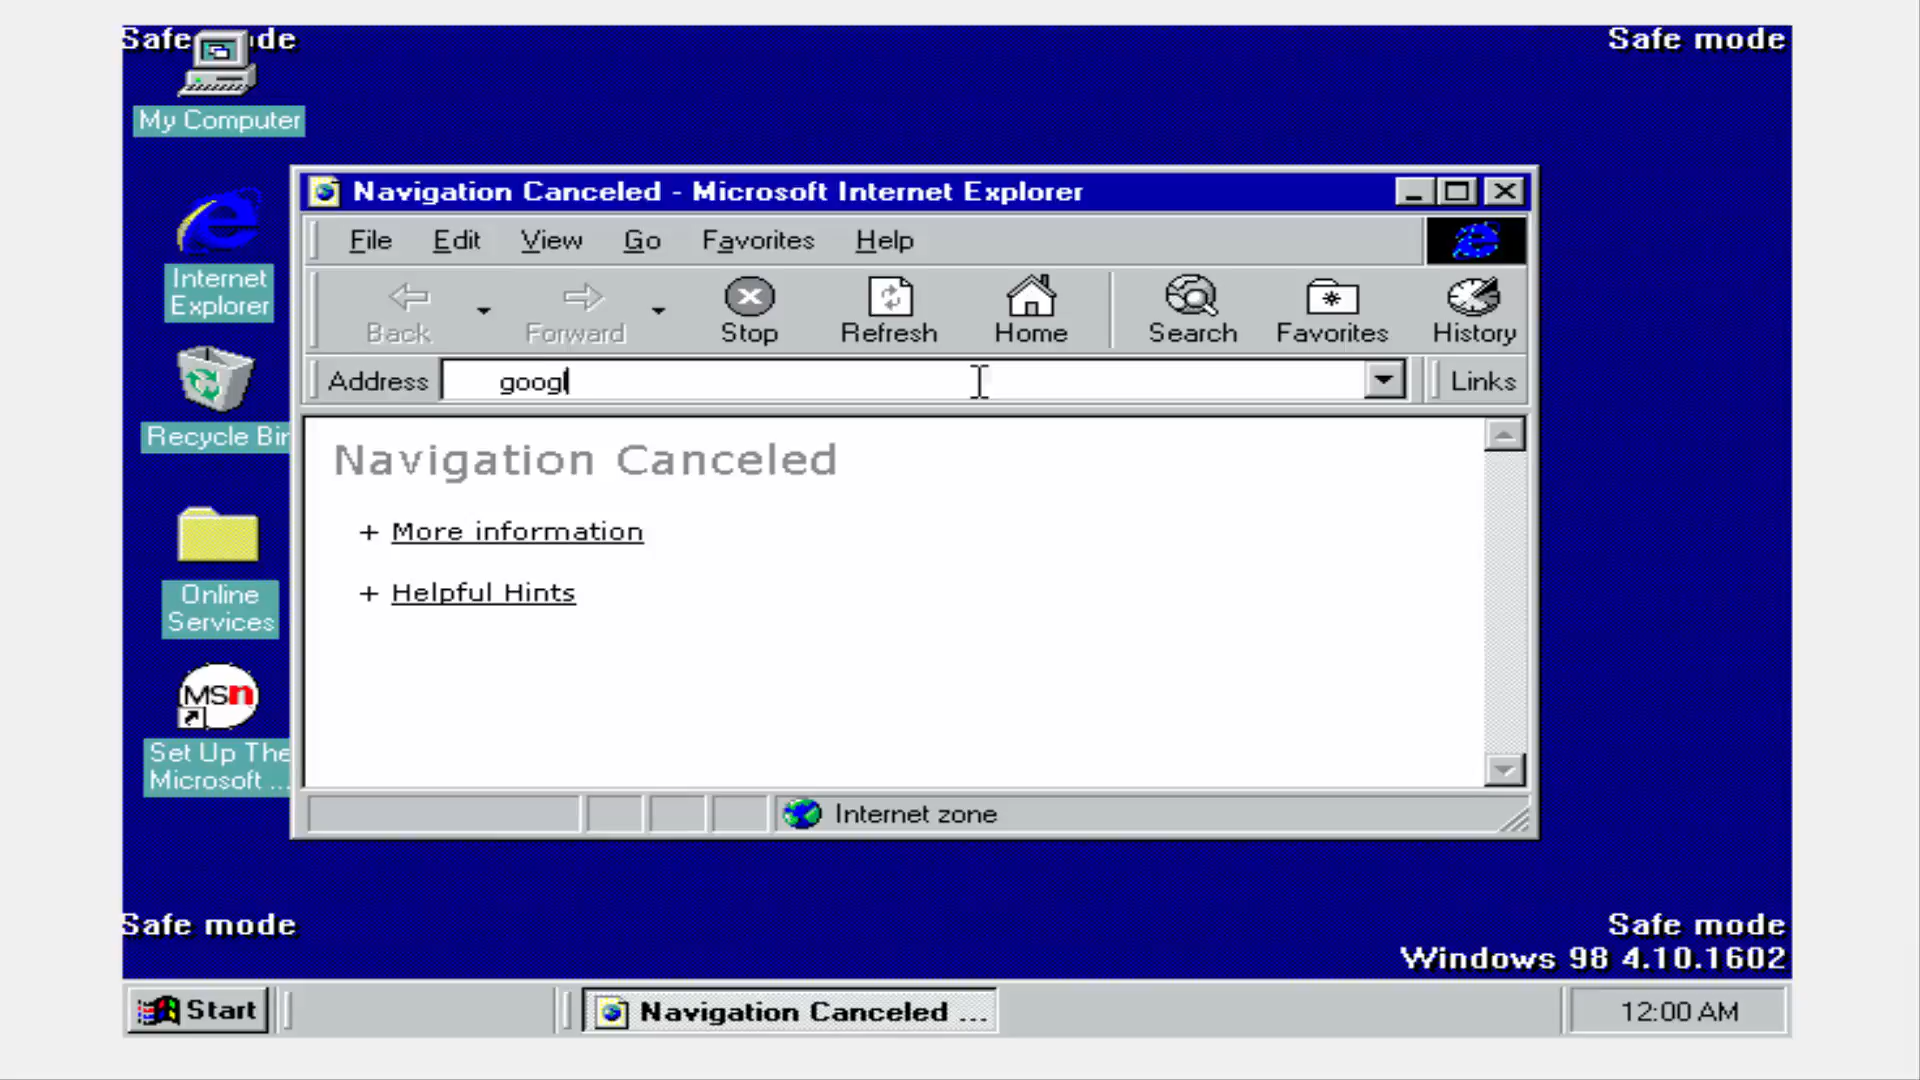 Safe mode
Safe mode
My Computer
Navigation Canceled - Microsoft Internet Explorer
File Edit View Go Favorites Help
Internet
Explorer
Back Forward Stop Refresh Home Search Favorites History
Address googl Links
Recycle Bin
Navigation Canceled
+ More information
+ Helpful Hints
Online
Services
MSn
Set Up The
Microsoft ...
Internet zone
Safe mode
Safe mode
Windows 98 4.10.1602
Start
Navigation Canceled ...
12:00 AM